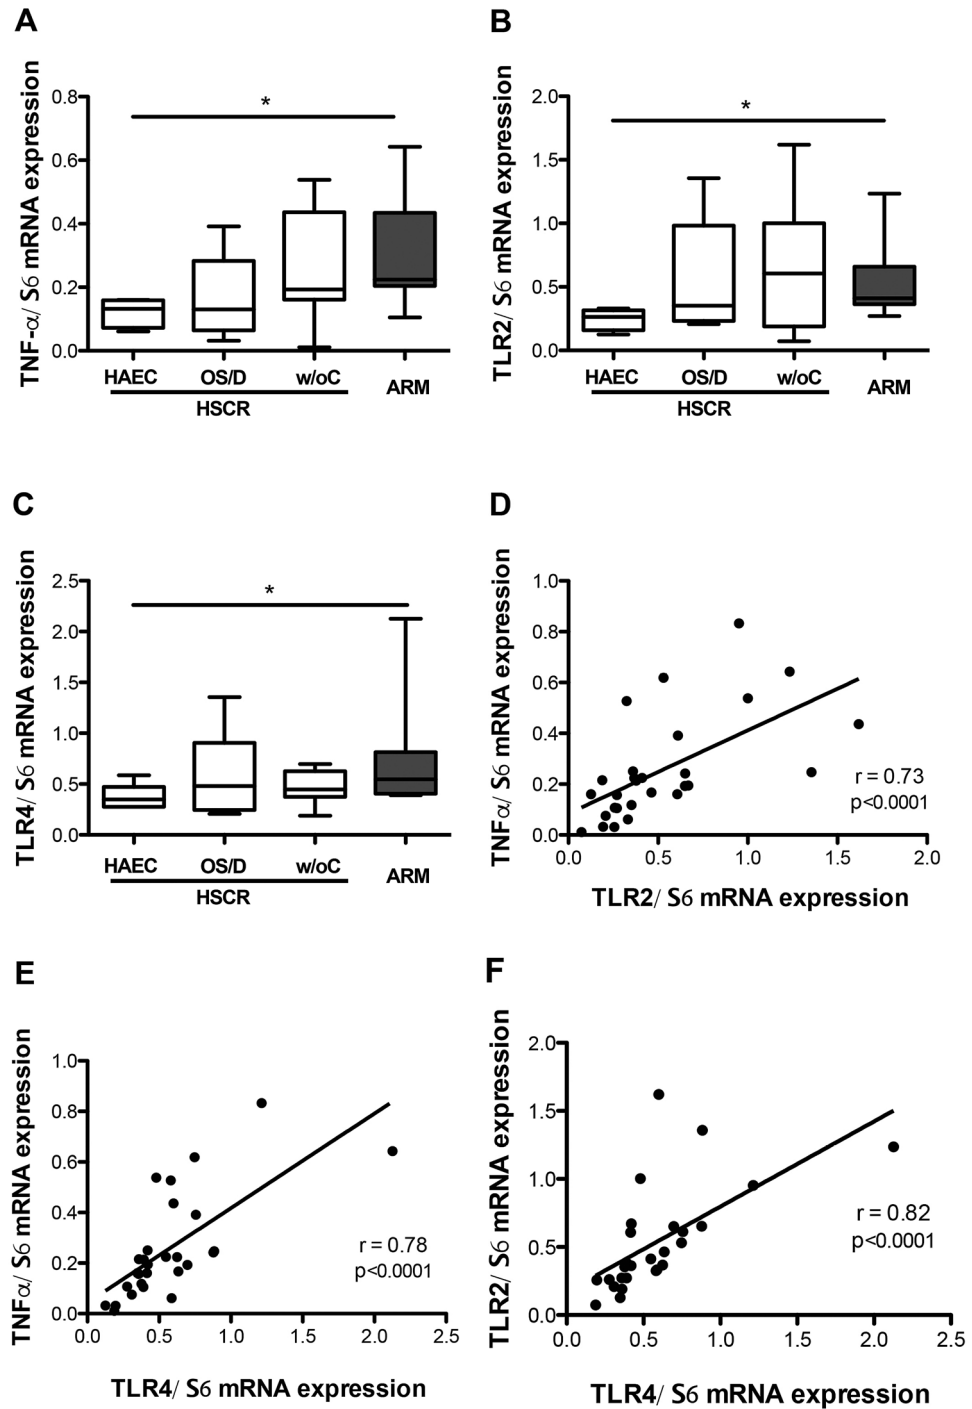 A
TNF-α/ S6 mRNA expression
0.8
0.6
0.4
0.2
0.0
*
HAEC OS/D w/oC ARM
HSCR
B
TLR2/ S6 mRNA expression
2.0
1.5
1.0
0.5
0.0
*
HAEC OS/D w/oC ARM
HSCR
C
TLR4/ S6 mRNA expression
2.5
2.0
1.5
1.0
0.5
0.0
*
HAEC OS/D w/oC ARM
HSCR
D
TNFα/ S6 mRNA expression
1.0
0.8
0.6
0.4
0.2
0.0
r = 0.73
p<0.0001
0.0 0.5 1.0 1.5 2.0
TLR2/ S6 mRNA expression
E
TNFα/ S6 mRNA expression
1.0
0.8
0.6
0.4
0.2
0.0
r = 0.78
p<0.0001
0.0 0.5 1.0 1.5 2.0 2.5
TLR4/ S6 mRNA expression
F
TLR2/ S6 mRNA expression
2.0
1.5
1.0
0.5
0.0
r = 0.82
p<0.0001
0.0 0.5 1.0 1.5 2.0 2.5
TLR4/ S6 mRNA expression